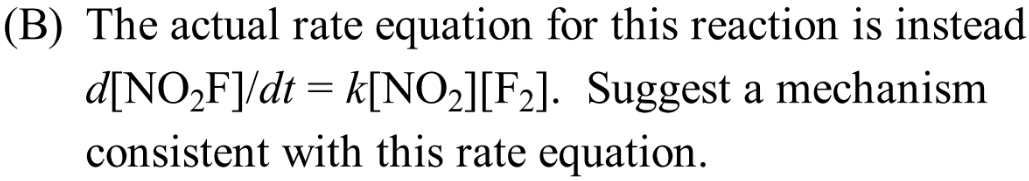 (B) The actual rate equation for this reaction is instead
d[NO₂F]/dt = k[NO₂][F₂]. Suggest a mechanism
consistent with this rate equation.